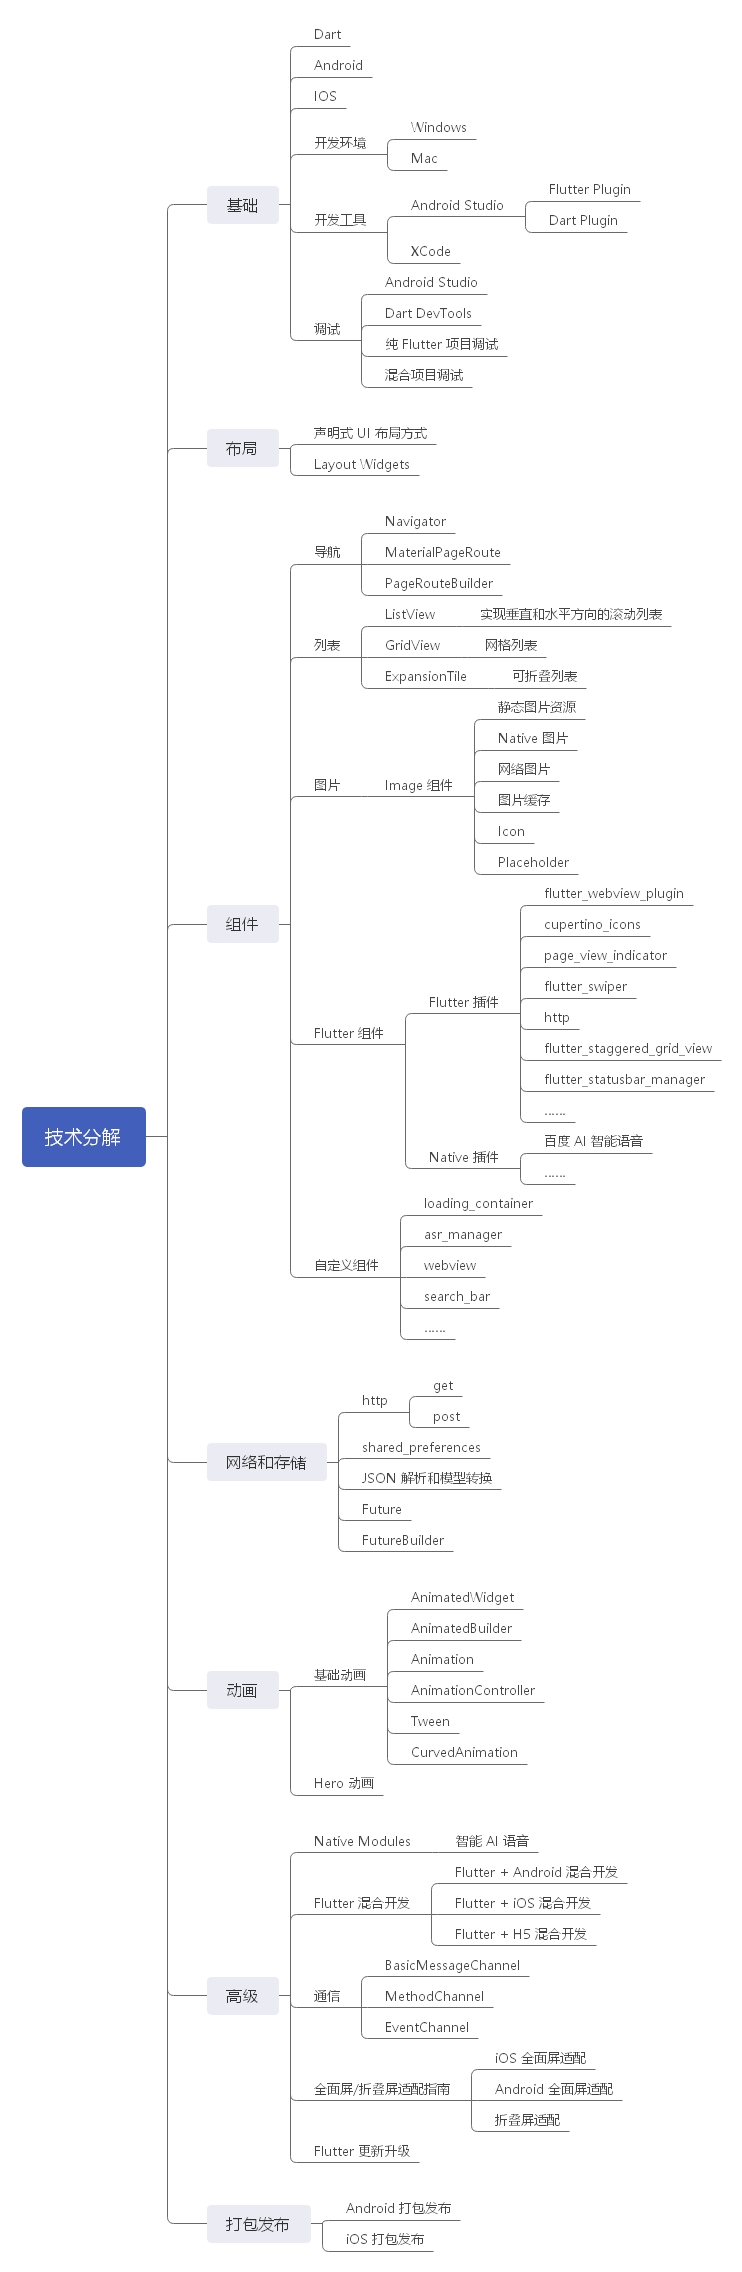 技术分解
基础
Dart
Android
IOS
开发环境
Windows
Mac
开发工具
Android Studio
Flutter Plugin
Dart Plugin
XCode
调试
Android Studio
Dart DevTools
纯 Flutter 项目调试
混合项目调试
布局
声明式 UI 布局方式
Layout Widgets
组件
导航
Navigator
MaterialPageRoute
PageRouteBuilder
列表
ListView
实现垂直和水平方向的滚动列表
GridView
网格列表
ExpansionTile
可折叠列表
图片
Image 组件
静态图片资源
Native 图片
网络图片
图片缓存
Icon
Placeholder
Flutter 组件
Flutter 插件
flutter_webview_plugin
cupertino_icons
page_view_indicator
flutter_swiper
http
flutter_staggered_grid_view
flutter_statusbar_manager
......
Native 插件
百度 AI 智能语音
......
自定义组件
loading_container
asr_manager
webview
search_bar
......
网络和存储
http
get
post
shared_preferences
JSON 解析和模型转换
Future
FutureBuilder
动画
基础动画
AnimatedWidget
AnimatedBuilder
Animation
AnimationController
Tween
CurvedAnimation
Hero 动画
高级
Native Modules
智能 AI 语音
Flutter 混合开发
Flutter + Android 混合开发
Flutter + iOS 混合开发
Flutter + H5 混合开发
通信
BasicMessageChannel
MethodChannel
EventChannel
全面屏/折叠屏适配指南
iOS 全面屏适配
Android 全面屏适配
折叠屏适配
Flutter 更新升级
打包发布
Android 打包发布
iOS 打包发布